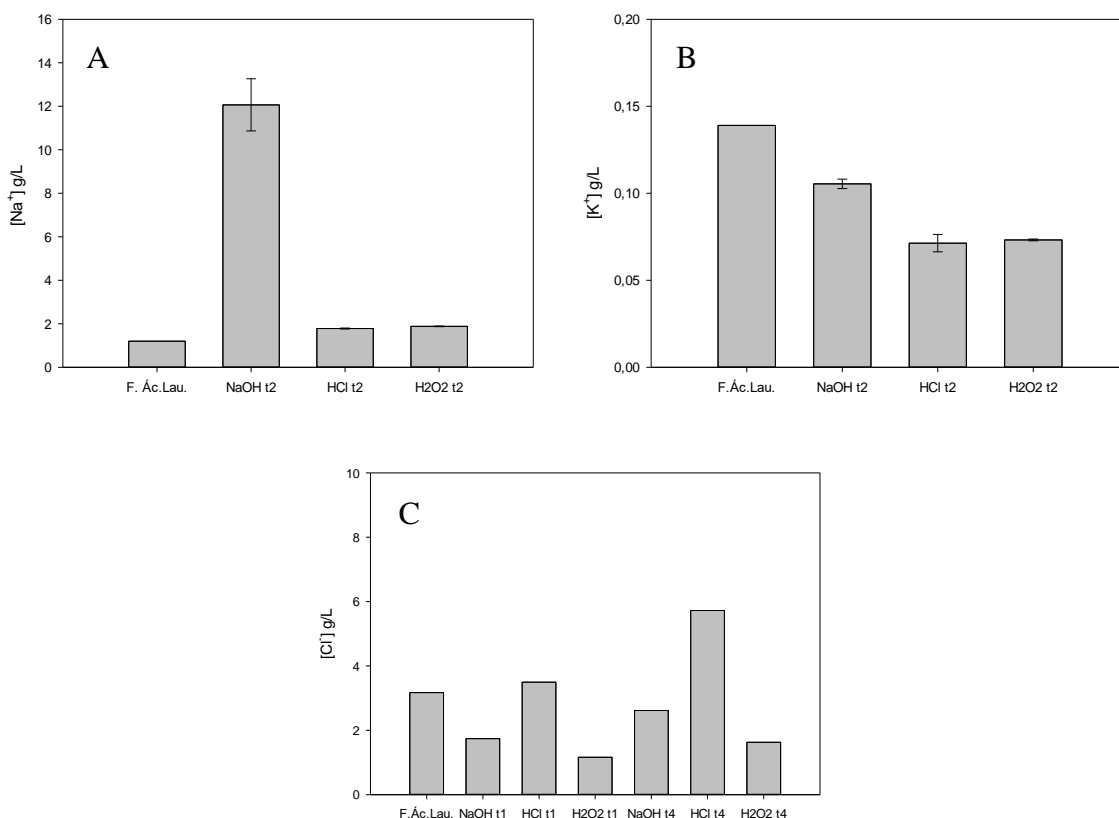 A
[Na+] g/L
16
14
12
10
8
6
4
2
0
F. Ác.Lau. NaOH t2 HCl t2 H2O2 t2
B
[K+] g/L
0,20
0,15
0,10
0,05
0,00
F.Ác.Lau. NaOH t2 HCl t2 H2O2 t2
C
[Cl-] g/L
10
8
6
4
2
0
F.Ác.Lau. NaOH t1 HCl t1 H2O2 t1 NaOH t4 HCl t4 H2O2 t4